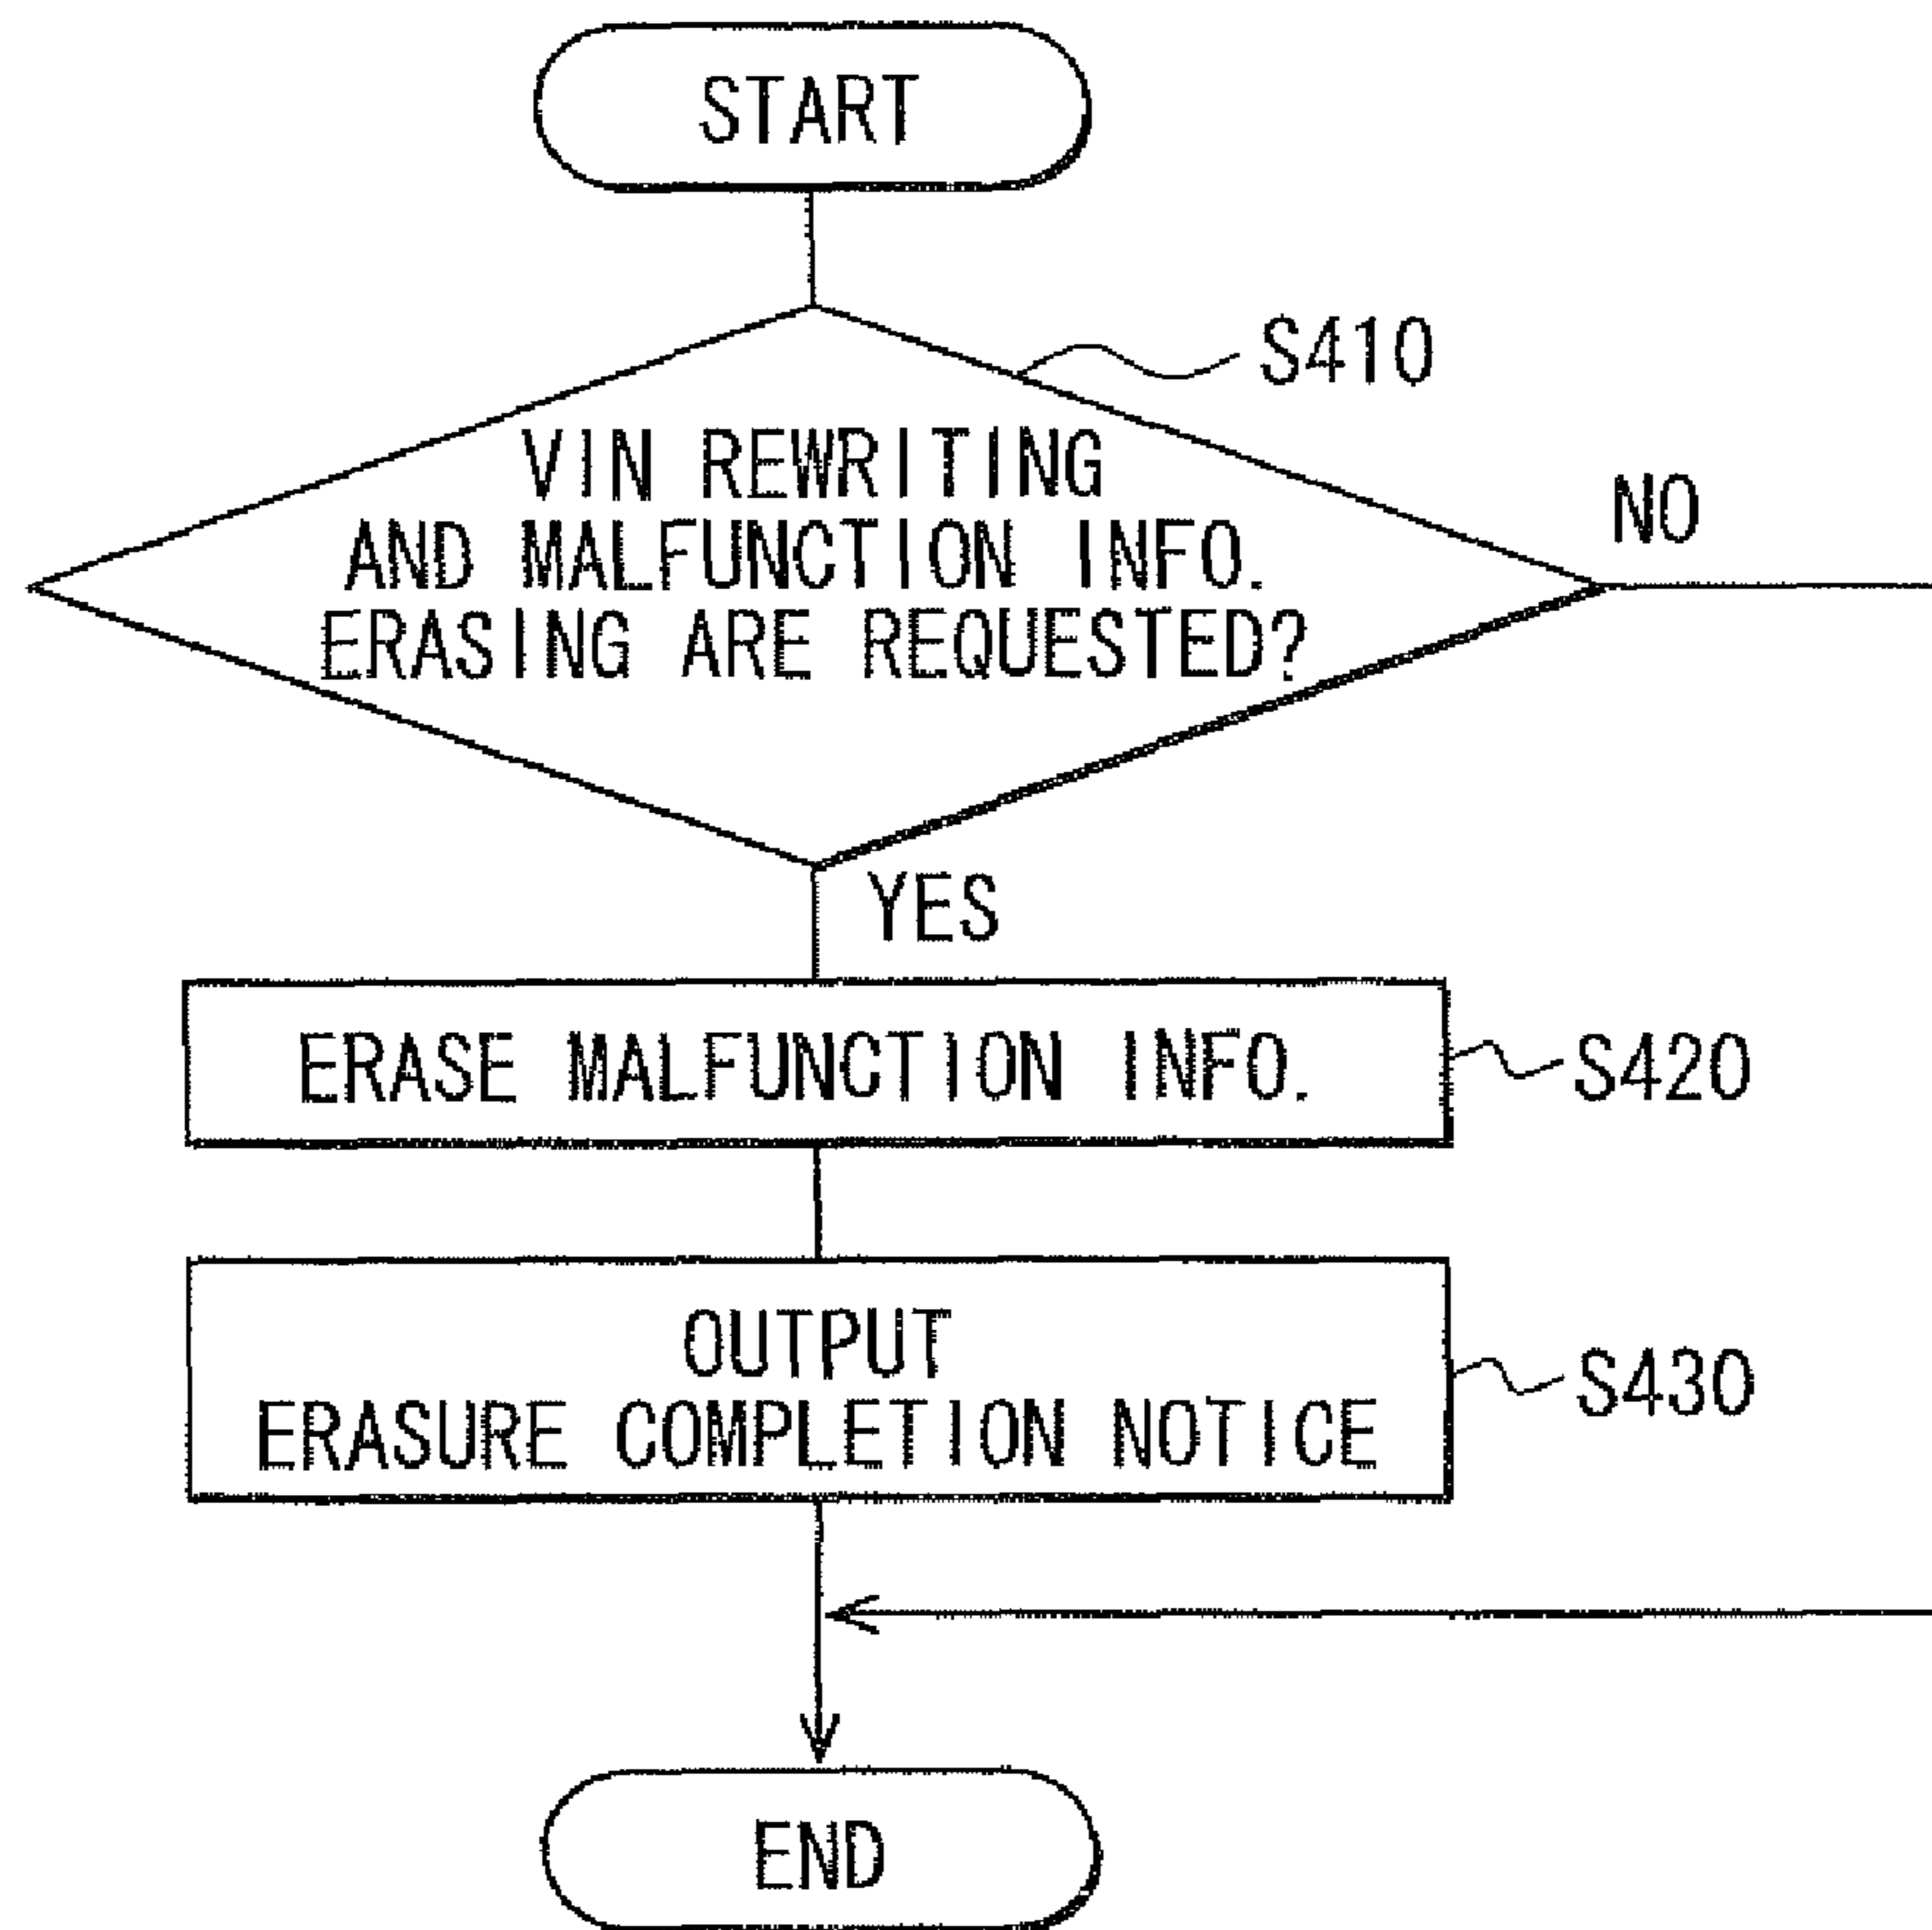 START
S410
VIN REWRITING
AND MALFUNCTION INFO.
ERASING ARE REQUESTED?
NO
YES
ERASE MALFUNCTION INFO.
S420
OUTPUT
ERASURE COMPLETION NOTICE
S430
END